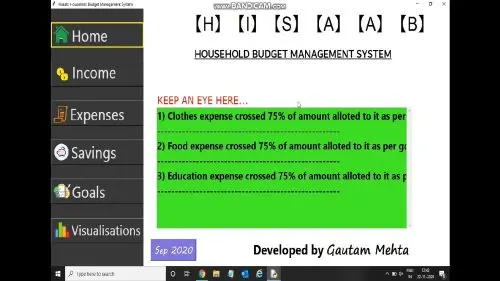 Hisaab: Household Budget Management System
WWW.BANDICAM.COM
【H】 【I】 【S】 【A】 【A】 【B】
HOUSEHOLD BUDGET MANAGEMENT SYSTEM
Home
Income
Expenses
Savings
Goals
Visualisations
KEEP AN EYE HERE...
1) Clothes expense crossed 75% of amount alloted to it as per
------------------------------------------------
2) Food expense crossed 75% of amount alloted to it as per go
------------------------------------------------
3) Education expense crossed 75% of amount alloted to it as p
------------------------------------------------
Sep 2020
Developed by Gautam Mehta
Type here to search